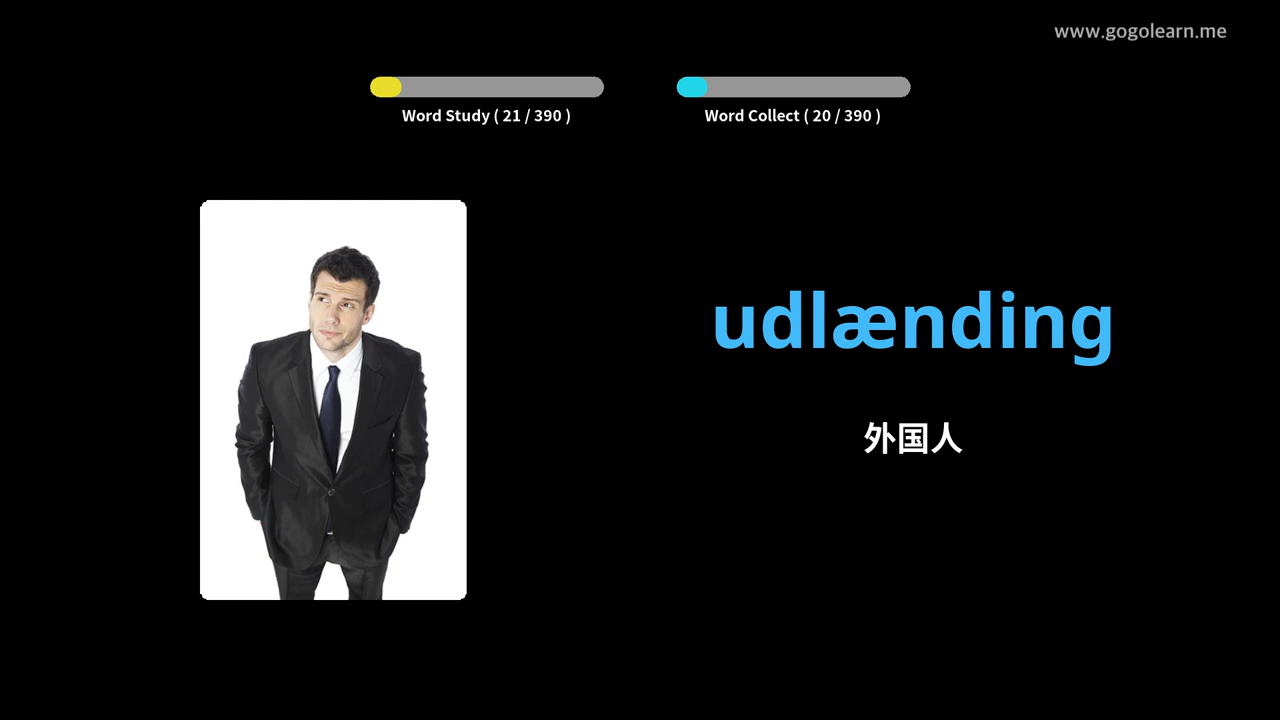 www.gogolearn.me
Word Study ( 21 / 390 )
Word Collect ( 20 / 390 )
udlænding
外国人